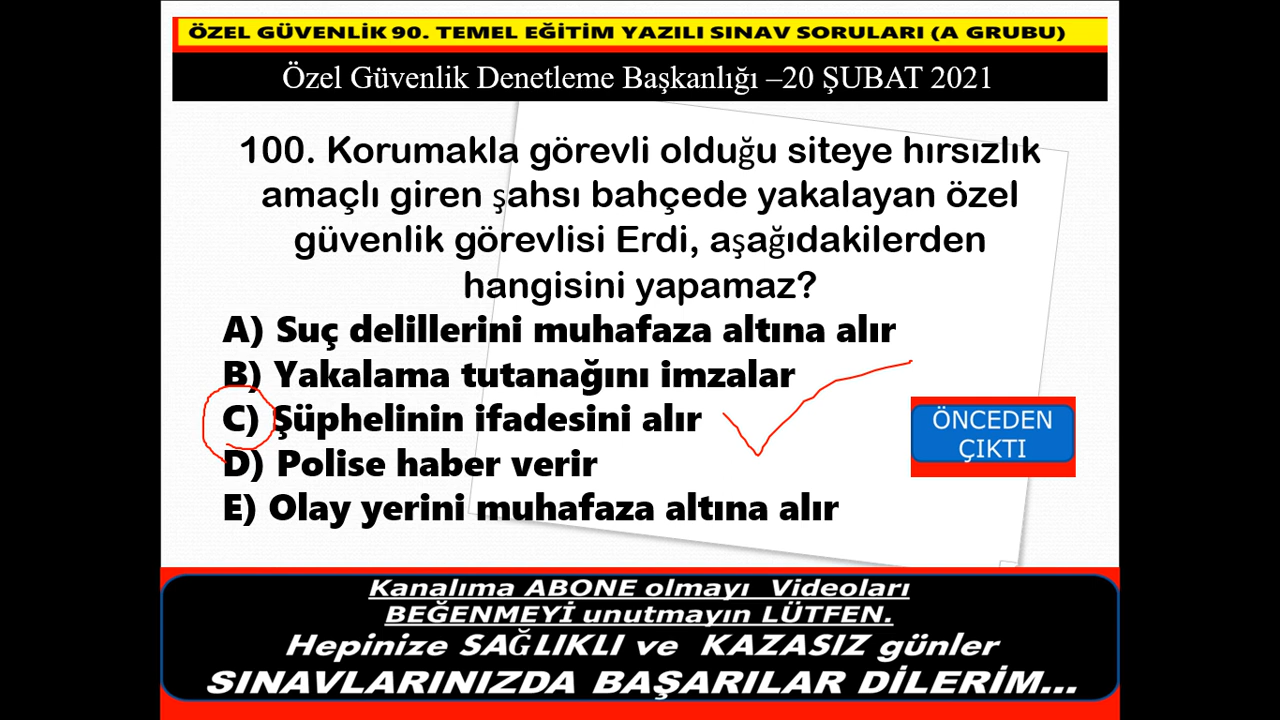 ÖZEL GÜVENLİK 90. TEMEL EĞİTİM YAZILI SINAV SORULARI (A GRUBU)
Özel Güvenlik Denetleme Başkanlığı –20 ŞUBAT 2021
100. Korumakla görevli olduğu siteye hırsızlık
amaçlı giren şahsı bahçede yakalayan özel
güvenlik görevlisi Erdi, aşağıdakilerden
hangisini yapamaz?
A) Suç delillerini muhafaza altına alır
B) Yakalama tutanağını imzalar
C) Şüphelinin ifadesini alır
D) Polise haber verir
E) Olay yerini muhafaza altına alır
ÖNCEDEN
ÇIKTI
Kanalıma ABONE olmayı Videoları
BEĞENMEYİ unutmayın LÜTFEN.
Hepinize SAĞLIKLI ve KAZASIZ günler
SINAVLARINIZDA BAŞARILAR DİLERİM...